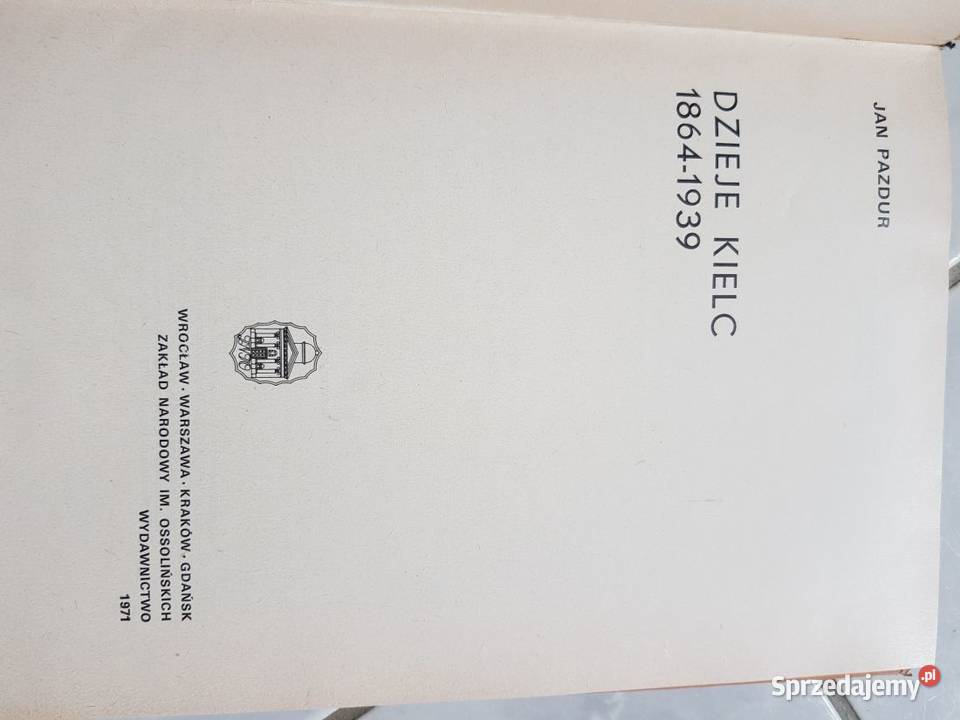 JAN PAZDUR
DZIEJE KIELC
1864-1939
WROCŁAW · WARSZAWA · KRAKÓW · GDAŃSK
ZAKŁAD NARODOWY IM. OSSOLIŃSKICH
WYDAWNICTWO
1971
Sprzedajemy.pl